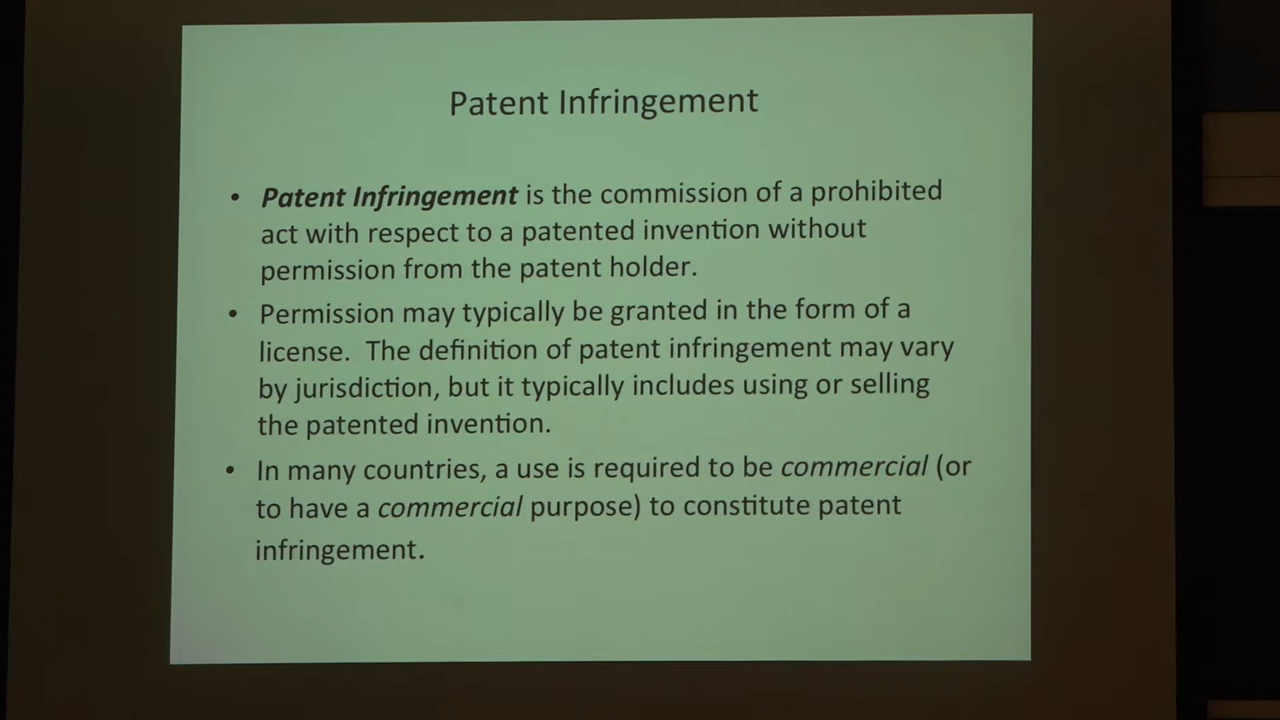 Patent Infringement
• Patent Infringement is the commission of a prohibited
act with respect to a patented invention without
permission from the patent holder.
• Permission may typically be granted in the form of a
license. The definition of patent infringement may vary
by jurisdiction, but it typically includes using or selling
the patented invention.
• In many countries, a use is required to be commercial (or
to have a commercial purpose) to constitute patent
infringement.